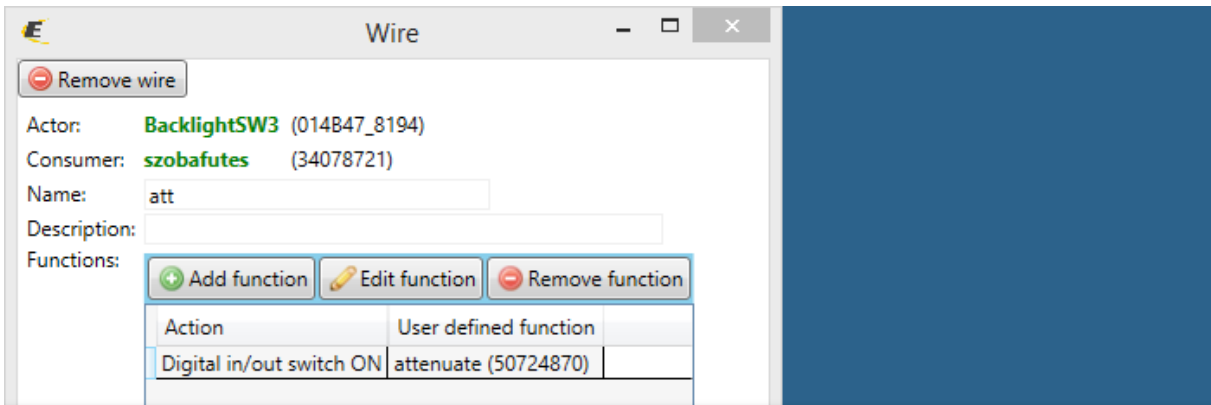 Wire
Remove wire
Actor: BacklightSW3 (014B47_8194)
Consumer: szobafutes (34078721)
Name: att
Description:
Functions:
Add function Edit function Remove function
Action User defined function
Digital in/out switch ON attenuate (50724870)